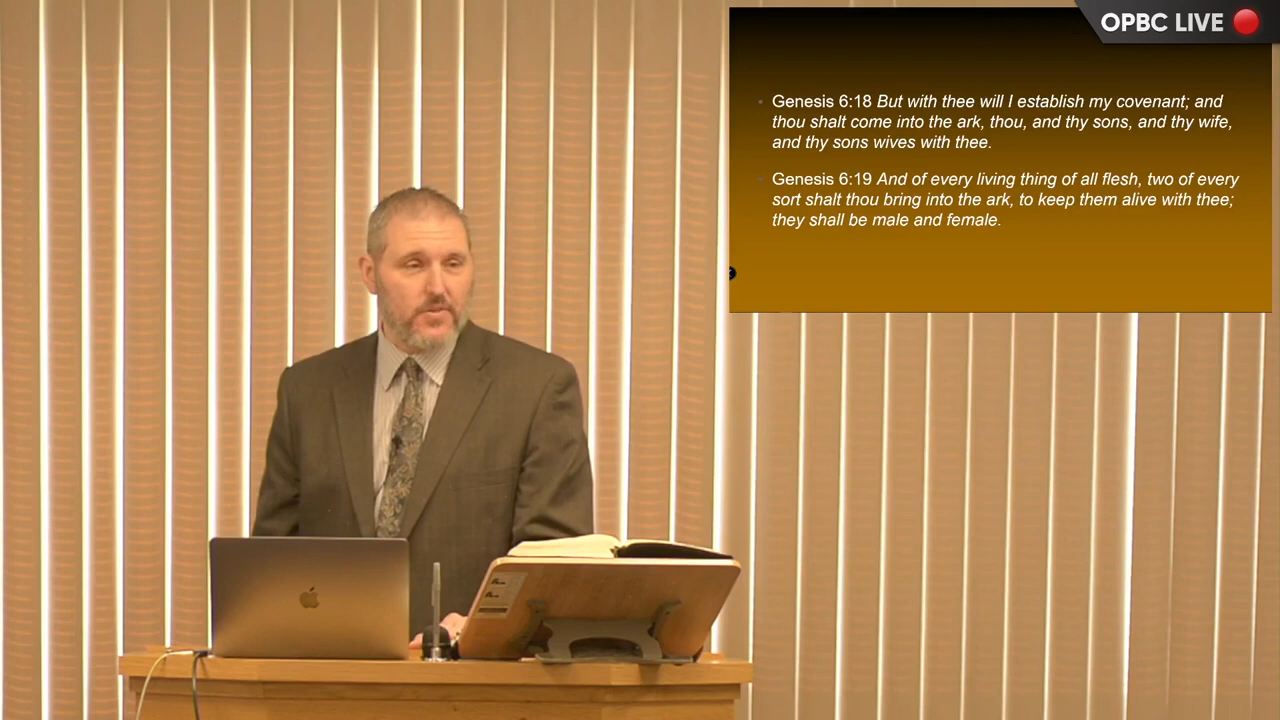 OPBC LIVE
Genesis 6:18 But with thee will I establish my covenant; and
thou shalt come into the ark, thou, and thy sons, and thy wife,
and thy sons wives with thee.
Genesis 6:19 And of every living thing of all flesh, two of every
sort shalt thou bring into the ark, to keep them alive with thee;
they shall be male and female.